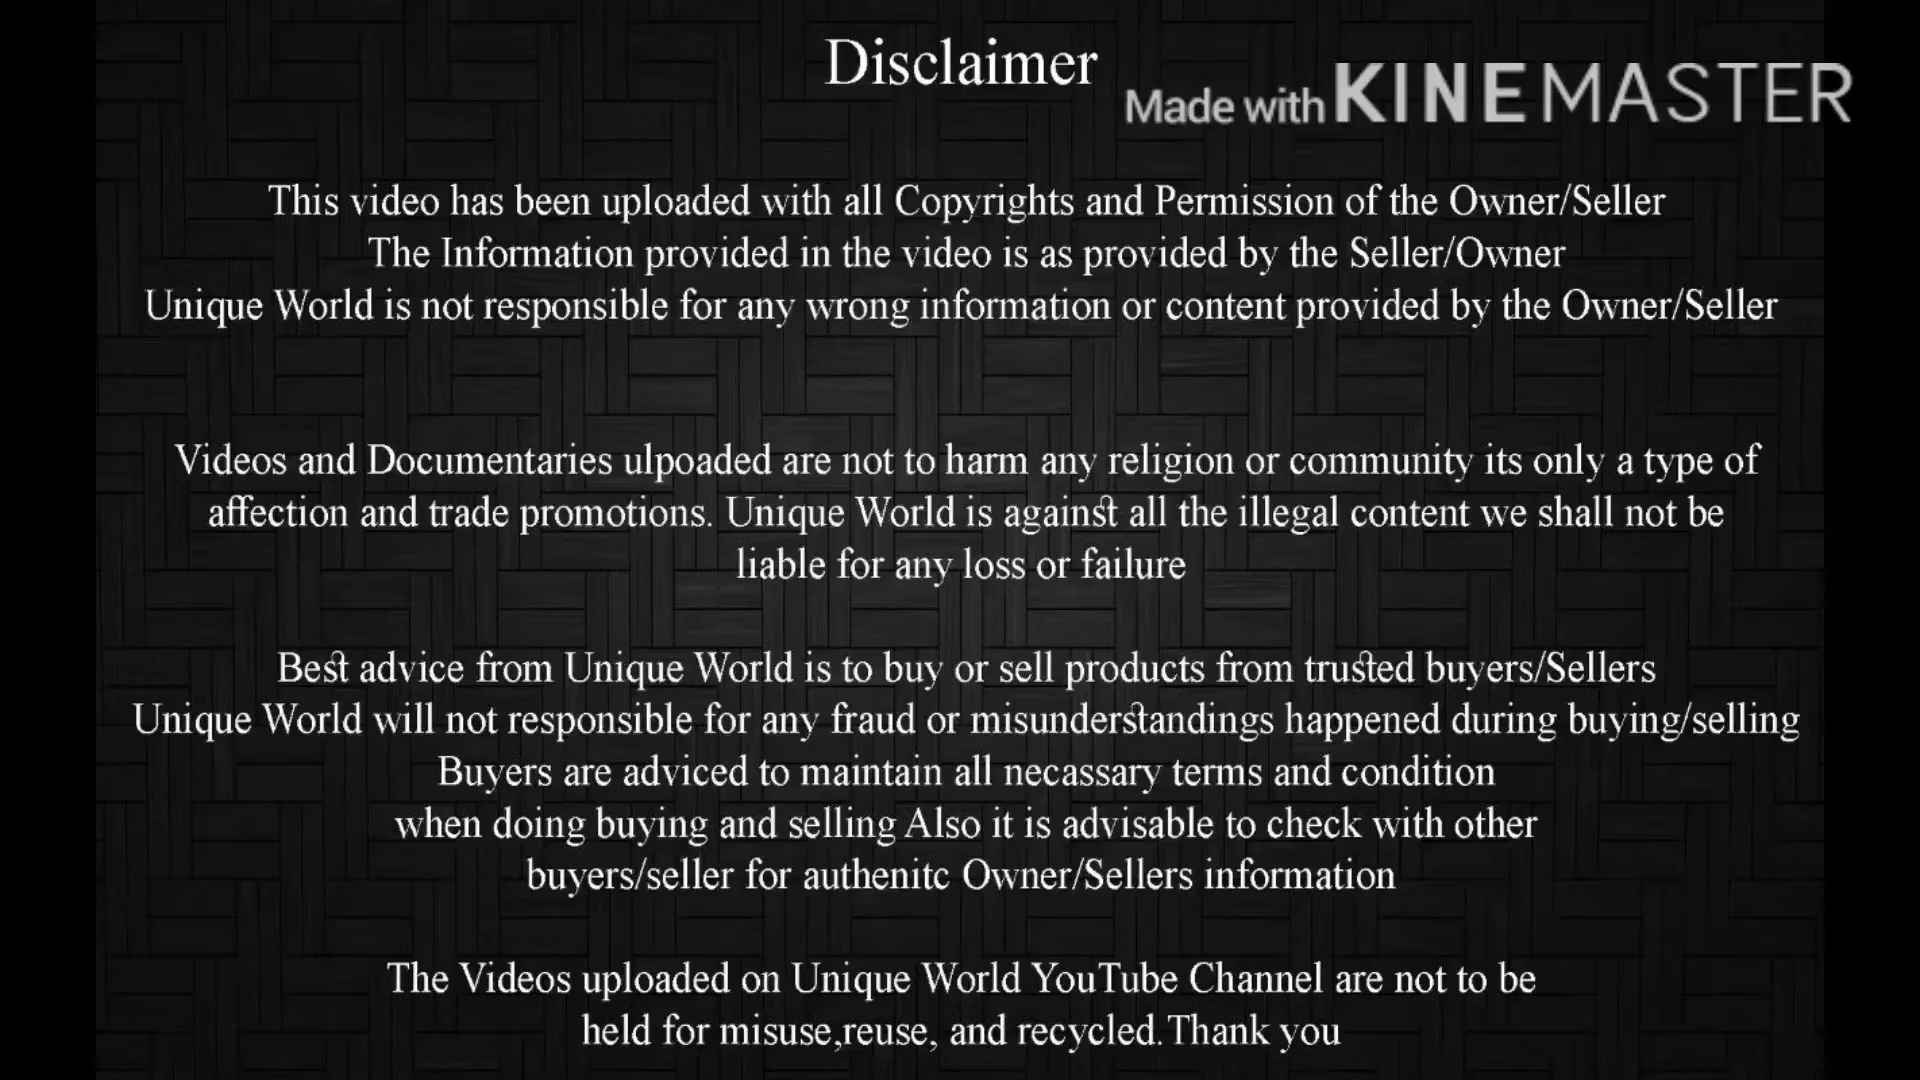 Disclaimer
Made with KINEMASTER
This video has been uploaded with all Copyrights and Permission of the Owner/Seller
The Information provided in the video is as provided by the Seller/Owner
Unique World is not responsible for any wrong information or content provided by the Owner/Seller
Videos and Documentaries ulpoaded are not to harm any religion or community its only a type of
affection and trade promotions. Unique World is against all the illegal content we shall not be
liable for any loss or failure
Best advice from Unique World is to buy or sell products from trusted buyers/Sellers
Unique World will not responsible for any fraud or misunderstandings happened during buying/selling
Buyers are adviced to maintain all necassary terms and condition
when doing buying and selling Also it is advisable to check with other
buyers/seller for authenitc Owner/Sellers information
The Videos uploaded on Unique World YouTube Channel are not to be
held for misuse,reuse, and recycled.Thank you